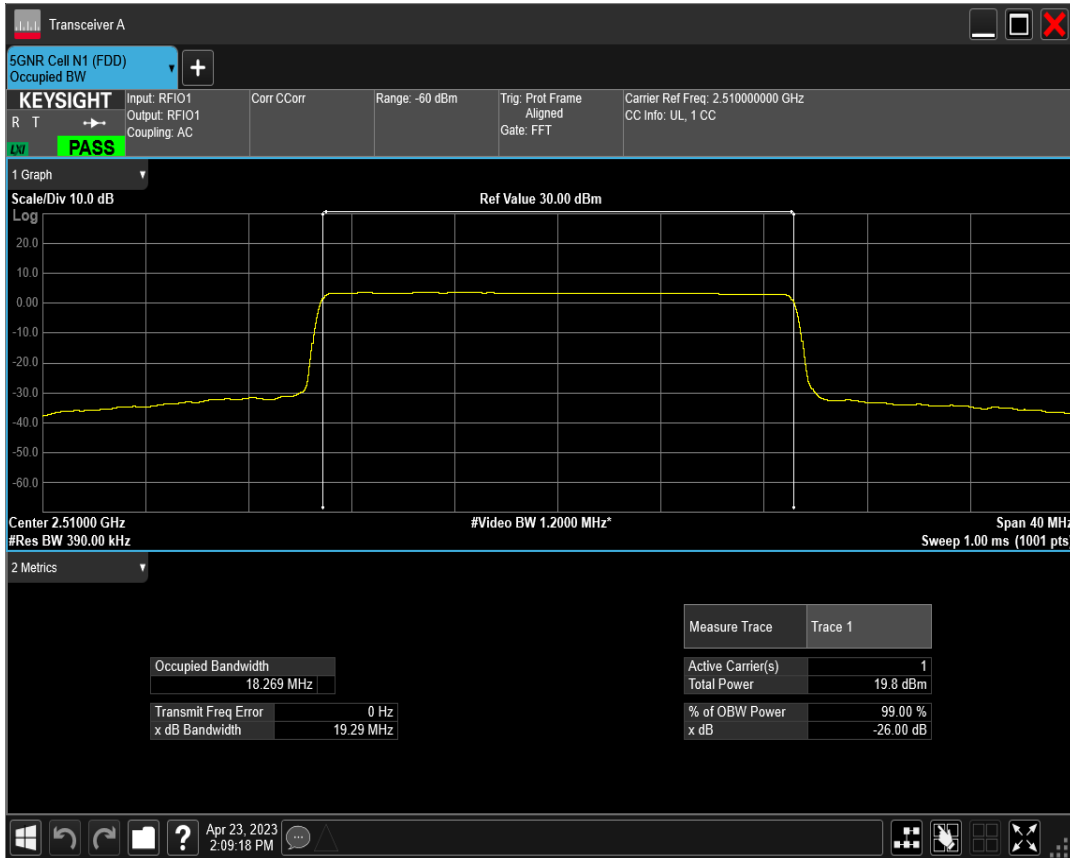 Transceiver A
5GNR Cell N1 (FDD)
Occupied BW
+
KEYSIGHT
R T
LXI
PASS
Input: RFIO1
Output: RFIO1
Coupling: AC
Corr CCorr
Range: -60 dBm
Trig: Prot Frame
Aligned
Gate: FFT
Carrier Ref Freq: 2.510000000 GHz
CC Info: UL, 1 CC
1 Graph
Scale/Div 10.0 dB
Ref Value 30.00 dBm
Log
20.0
10.0
0.00
-10.0
-20.0
-30.0
-40.0
-50.0
-60.0
Center 2.51000 GHz
#Video BW 1.2000 MHz*
Span 40 MHz
#Res BW 390.00 kHz
Sweep 1.00 ms (1001 pts)
2 Metrics
Measure Trace Trace 1
Occupied Bandwidth
18.269 MHz
Transmit Freq Error 0 Hz
x dB Bandwidth 19.29 MHz
Active Carrier(s) 1
Total Power 19.8 dBm
% of OBW Power 99.00 %
x dB -26.00 dB
?
Apr 23, 2023
2:09:18 PM